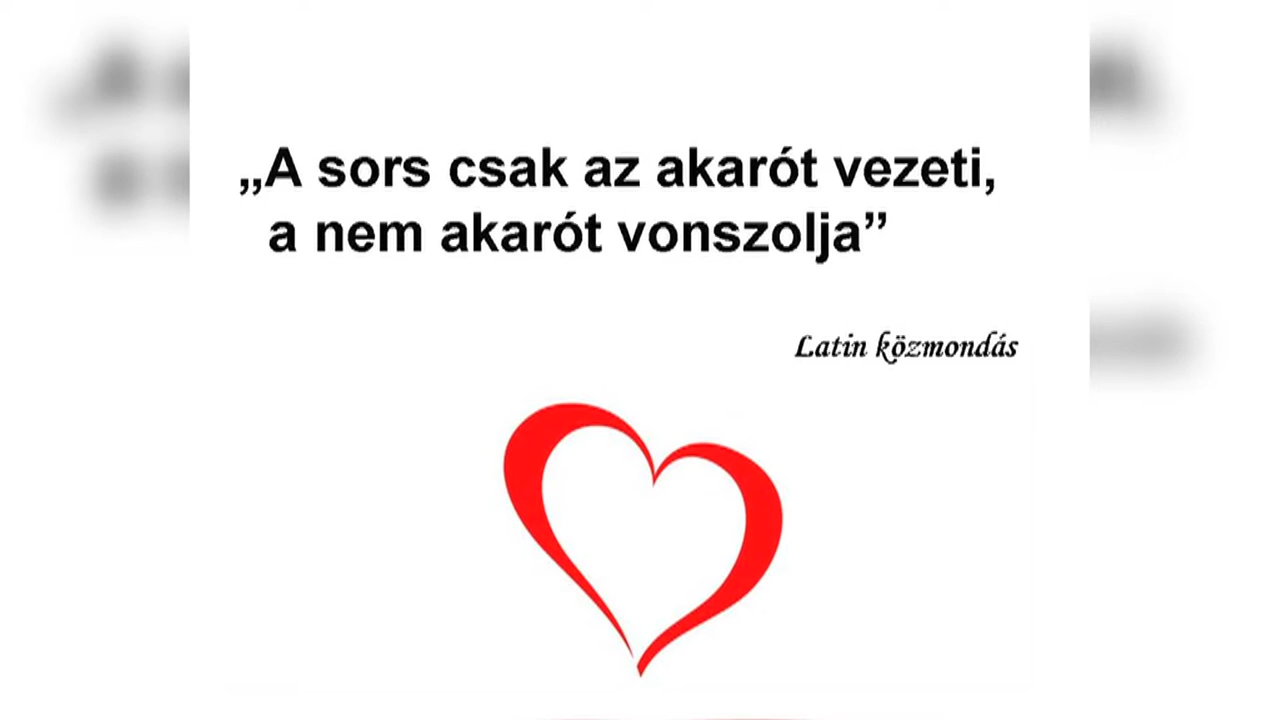 „A sors csak az akarót vezeti,
a nem akarót vonszolja”
Latin közmondás